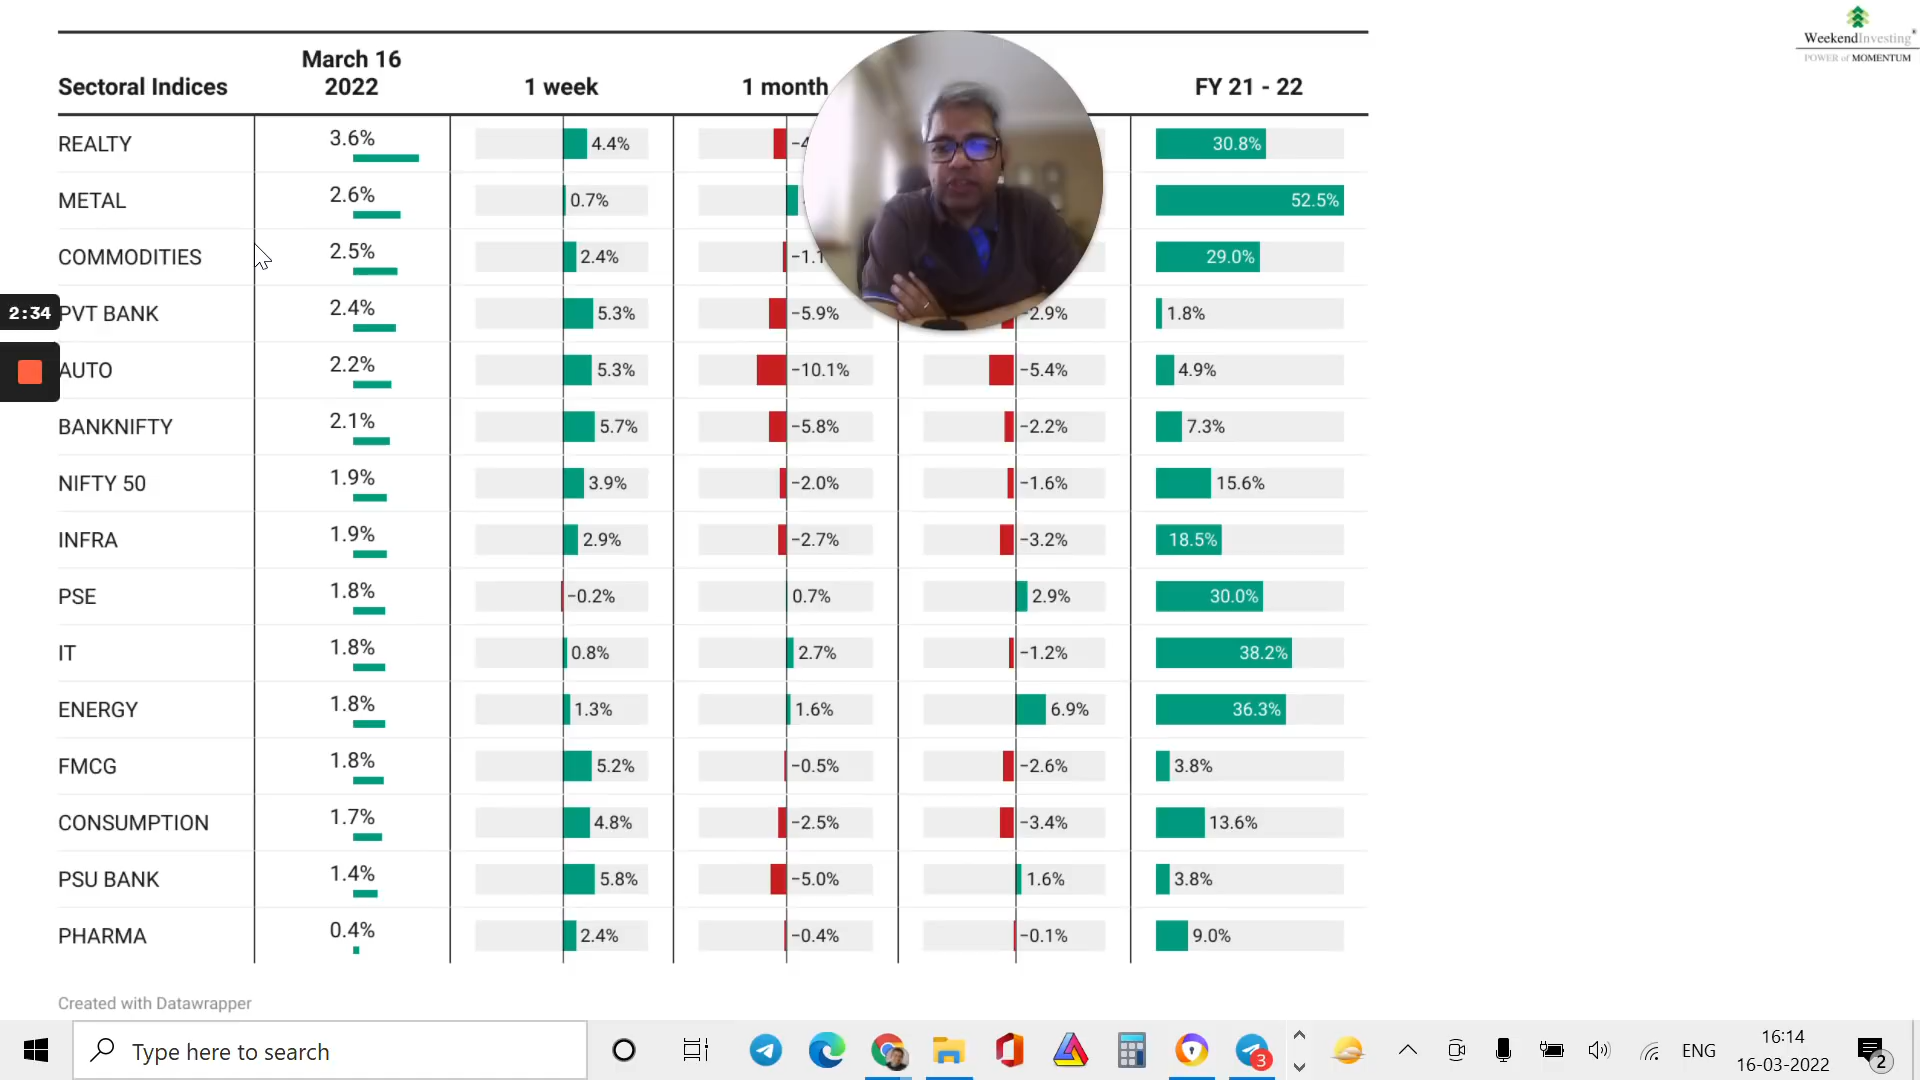 WeekendInvesting
POWER of MOMENTUM
Sectoral Indices March 16 2022 1 week 1 month FY 21 - 22
REALTY 3.6% 4.4% 30.8%
METAL 2.6% 0.7% 52.5%
COMMODITIES 2.5% 2.4% −1.1 29.0%
2:34
PVT BANK 2.4% 5.3% −5.9% −2.9% 1.8%
AUTO 2.2% 5.3% −10.1% −5.4% 4.9%
BANKNIFTY 2.1% 5.7% −5.8% −2.2% 7.3%
NIFTY 50 1.9% 3.9% −2.0% −1.6% 15.6%
INFRA 1.9% 2.9% −2.7% −3.2% 18.5%
PSE 1.8% −0.2% 0.7% 2.9% 30.0%
IT 1.8% 0.8% 2.7% −1.2% 38.2%
ENERGY 1.8% 1.3% 1.6% 6.9% 36.3%
FMCG 1.8% 5.2% −0.5% −2.6% 3.8%
CONSUMPTION 1.7% 4.8% −2.5% −3.4% 13.6%
PSU BANK 1.4% 5.8% −5.0% 1.6% 3.8%
PHARMA 0.4% 2.4% −0.4% −0.1% 9.0%
Created with Datawrapper
Type here to search
3
ENG
16:14
16-03-2022
2